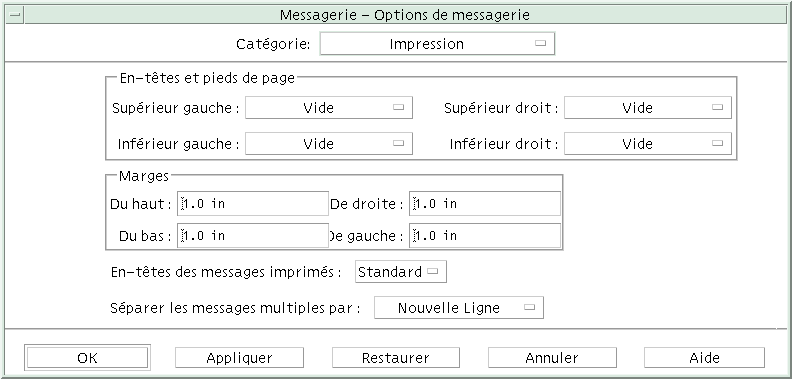 Messagerie - Options de messagerie
Catégorie: Impression
En-têtes et pieds de page
Supérieur gauche : Vide Supérieur droit : Vide
Inférieur gauche : Vide Inférieur droit : Vide
Marges
Du haut : 1.0 in De droite : 1.0 in
Du bas : 1.0 in De gauche : 1.0 in
En-têtes des messages imprimés : Standard
Séparer les messages multiples par : Nouvelle Ligne
OK Appliquer Restaurer Annuler Aide